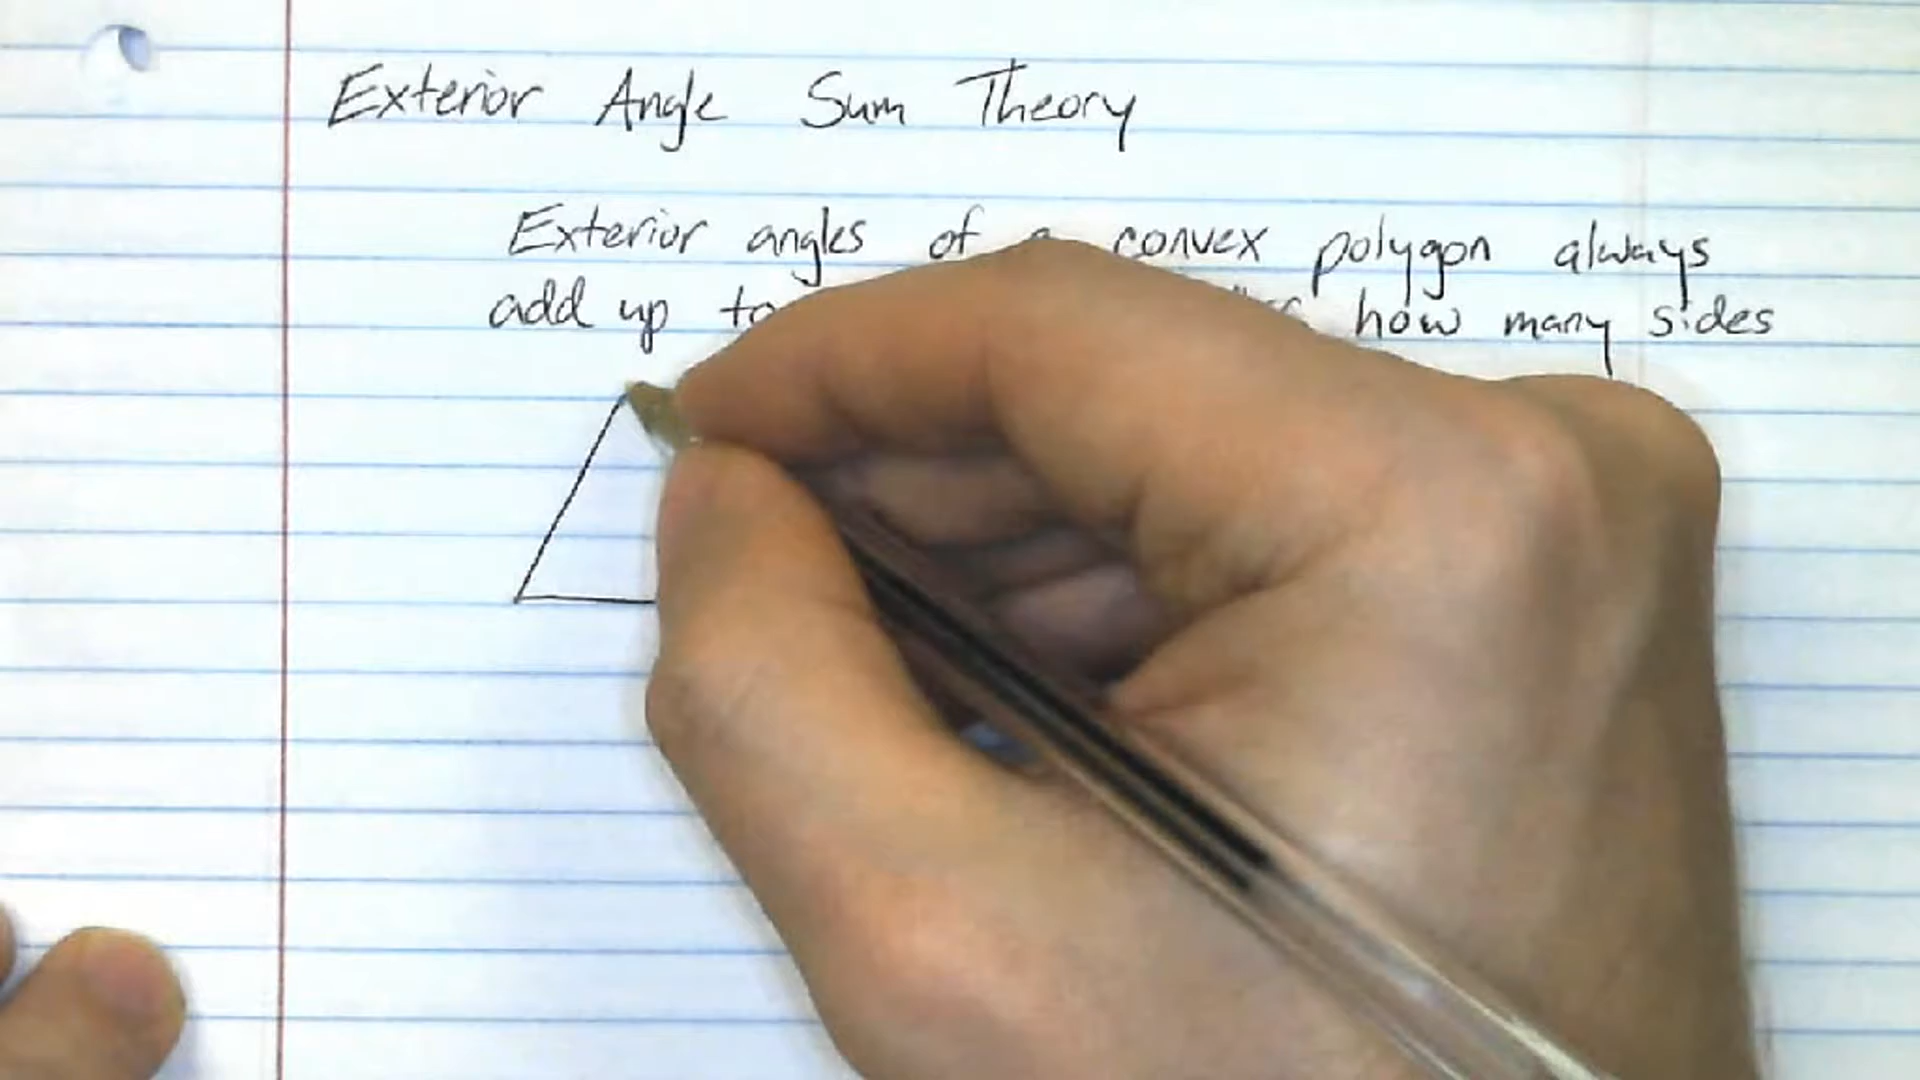 Exterior Angle Sum Theory
Exterior angles of a convex polygon always
add up to how many sides